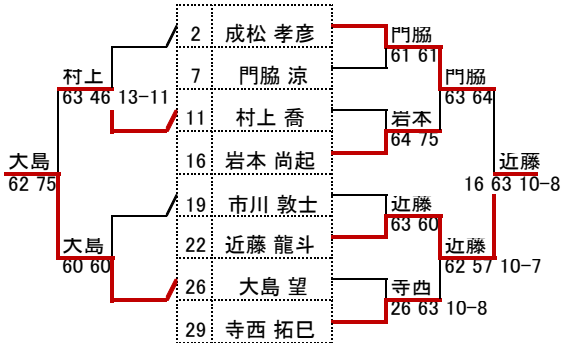 2 成松 孝彦
7 門脇 涼
11 村上 喬
16 岩本 尚起
19 市川 敦士
22 近藤 龍斗
26 大島 望
29 寺西 拓巳
村上
63 46 13-11
大島
62 75
大島
60 60
門脇
61 61
岩本
64 75
近藤
63 60
寺西
26 63 10-8
門脇
63 64
近藤
62 57 10-7
近藤
16 63 10-8